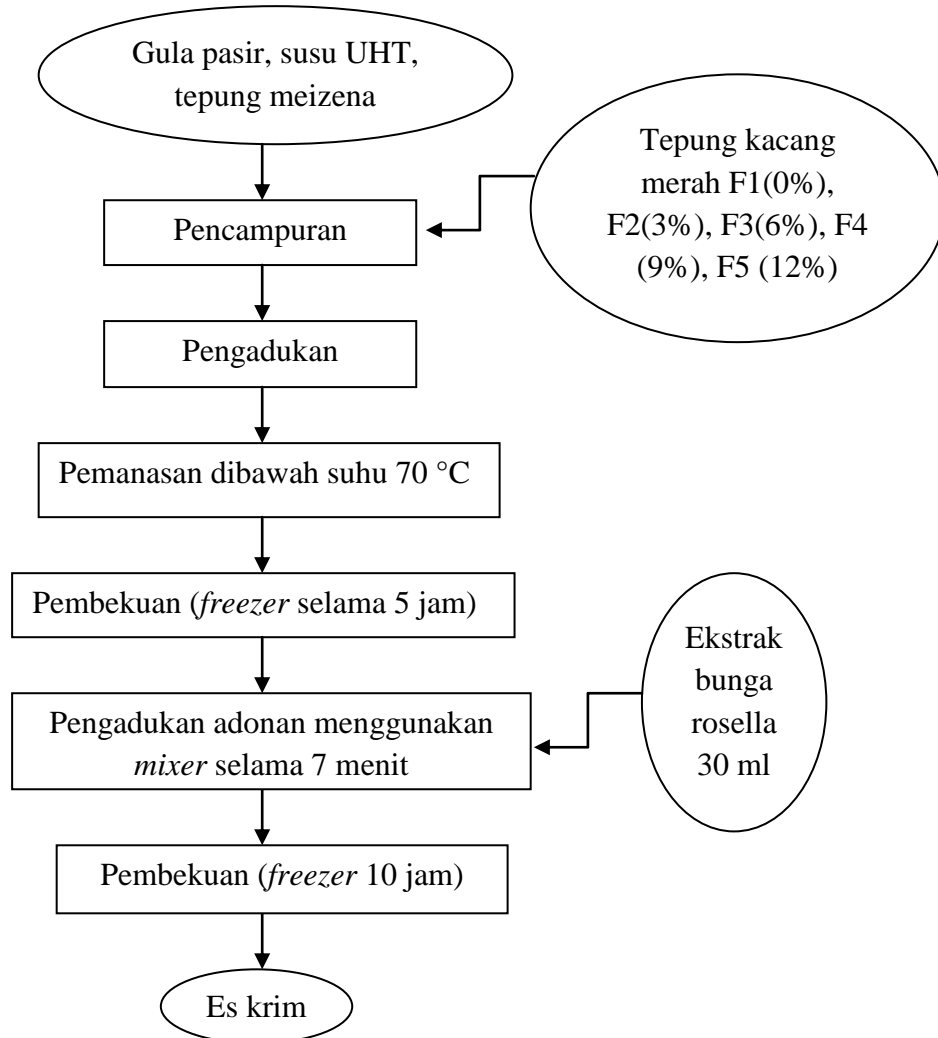 Gula pasir, susu UHT,
tepung meizena
Tepung kacang
merah F1(0%),
F2(3%), F3(6%), F4
(9%), F5 (12%)
Pencampuran
Pengadukan
Pemanasan dibawah suhu 70 °C
Pembekuan (freezer selama 5 jam)
Ekstrak
bunga
rosella
30 ml
Pengadukan adonan menggunakan
mixer selama 7 menit
Pembekuan (freezer 10 jam)
Es krim